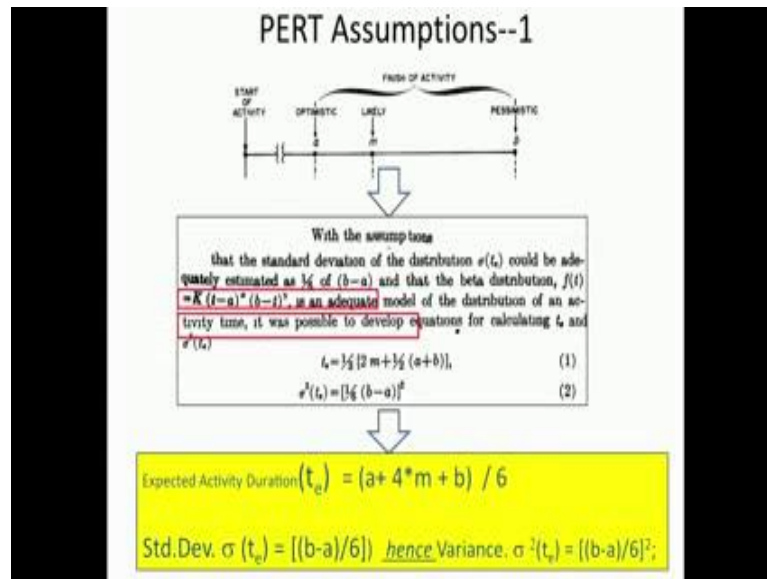 PERT Assumptions--1
FINISH OF ACTIVITY
START
OF
ACTIVITY
OPTIMISTIC LIKELY PESSIMISTIC
a m b
With the assumptions
that the standard deviation of the distribution σ(tₑ) could be ade-
quately estimated as ⅙ of (b−a) and that the beta distribution, f(t)
=K (t−a)ᵅ (b−t)ᵞ, is an adequate model of the distribution of an ac-
tivity time, it was possible to develop equations for calculating tₑ and
σ²(tₑ)
tₑ=⅓ [2 m+½ (a+b)], (1)
σ²(tₑ)=[⅙ (b−a)]² (2)
Expected Activity Duration(tₑ) = (a+ 4*m + b) / 6
Std.Dev. σ (tₑ) = [(b-a)/6]) hence Variance. σ ²(tₑ) = [(b-a)/6]²;